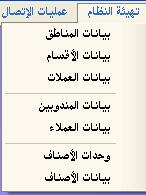 تهيئة النظام عمليات الإتصال
بيانات المناطق
بيانات الأقسام
بيانات العملات
بيانات المندوبين
بيانات العملاء
وحدات الأصناف
بيانات الأصناف